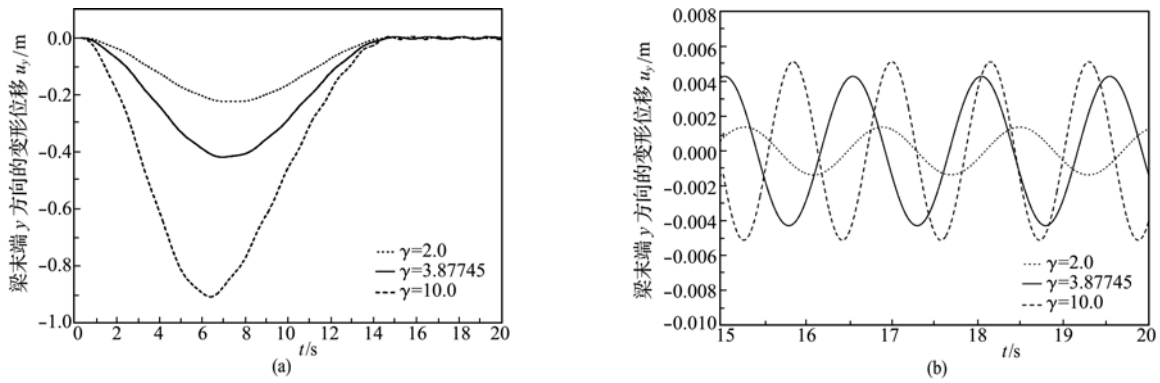 0.0
-0.2
-0.4
-0.6
-0.8
-1.0
梁末端 y 方向的变形位移 u_y/m
γ=2.0
γ=3.87745
γ=10.0
0 2 4 6 8 10 12 14 16 18 20
t/s
(a)
0.008
0.006
0.004
0.002
0.000
-0.002
-0.004
-0.006
-0.008
-0.010
梁末端 y 方向的变形位移 u_y/m
γ=2.0
γ=3.87745
γ=10.0
15 16 17 18 19 20
t/s
(b)